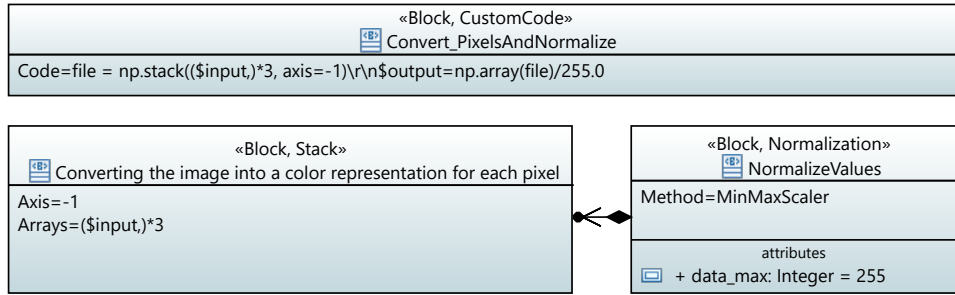 «Block, CustomCode»
Convert_PixelsAndNormalize
Code=file = np.stack(($input,)*3, axis=-1)\r\n$output=np.array(file)/255.0
«Block, Stack»
Converting the image into a color representation for each pixel
Axis=-1
Arrays=($input,)*3
«Block, Normalization»
NormalizeValues
Method=MinMaxScaler
attributes
+ data_max: Integer = 255